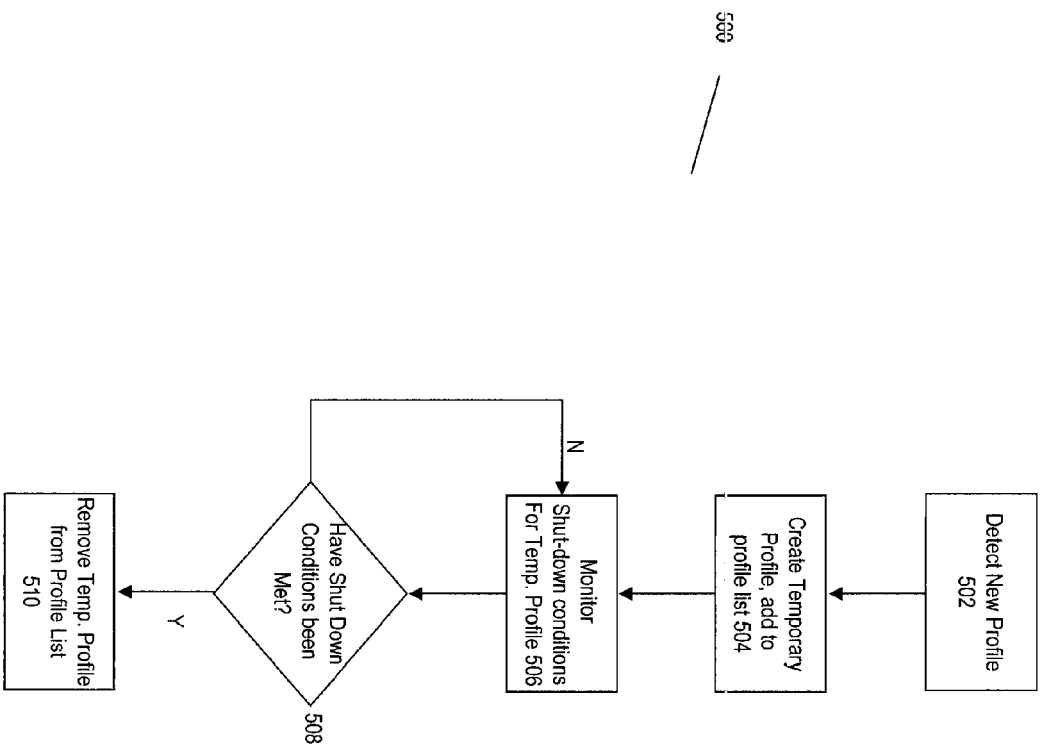 500
Detect New Profile
502
Create Temporary
Profile, add to
profile list 504
Monitor
Shut-down conditions
For Temp. Profile 506
N
Have Shut Down
Conditions been
Met?
508
Y
Remove Temp. Profile
from Profile List
510